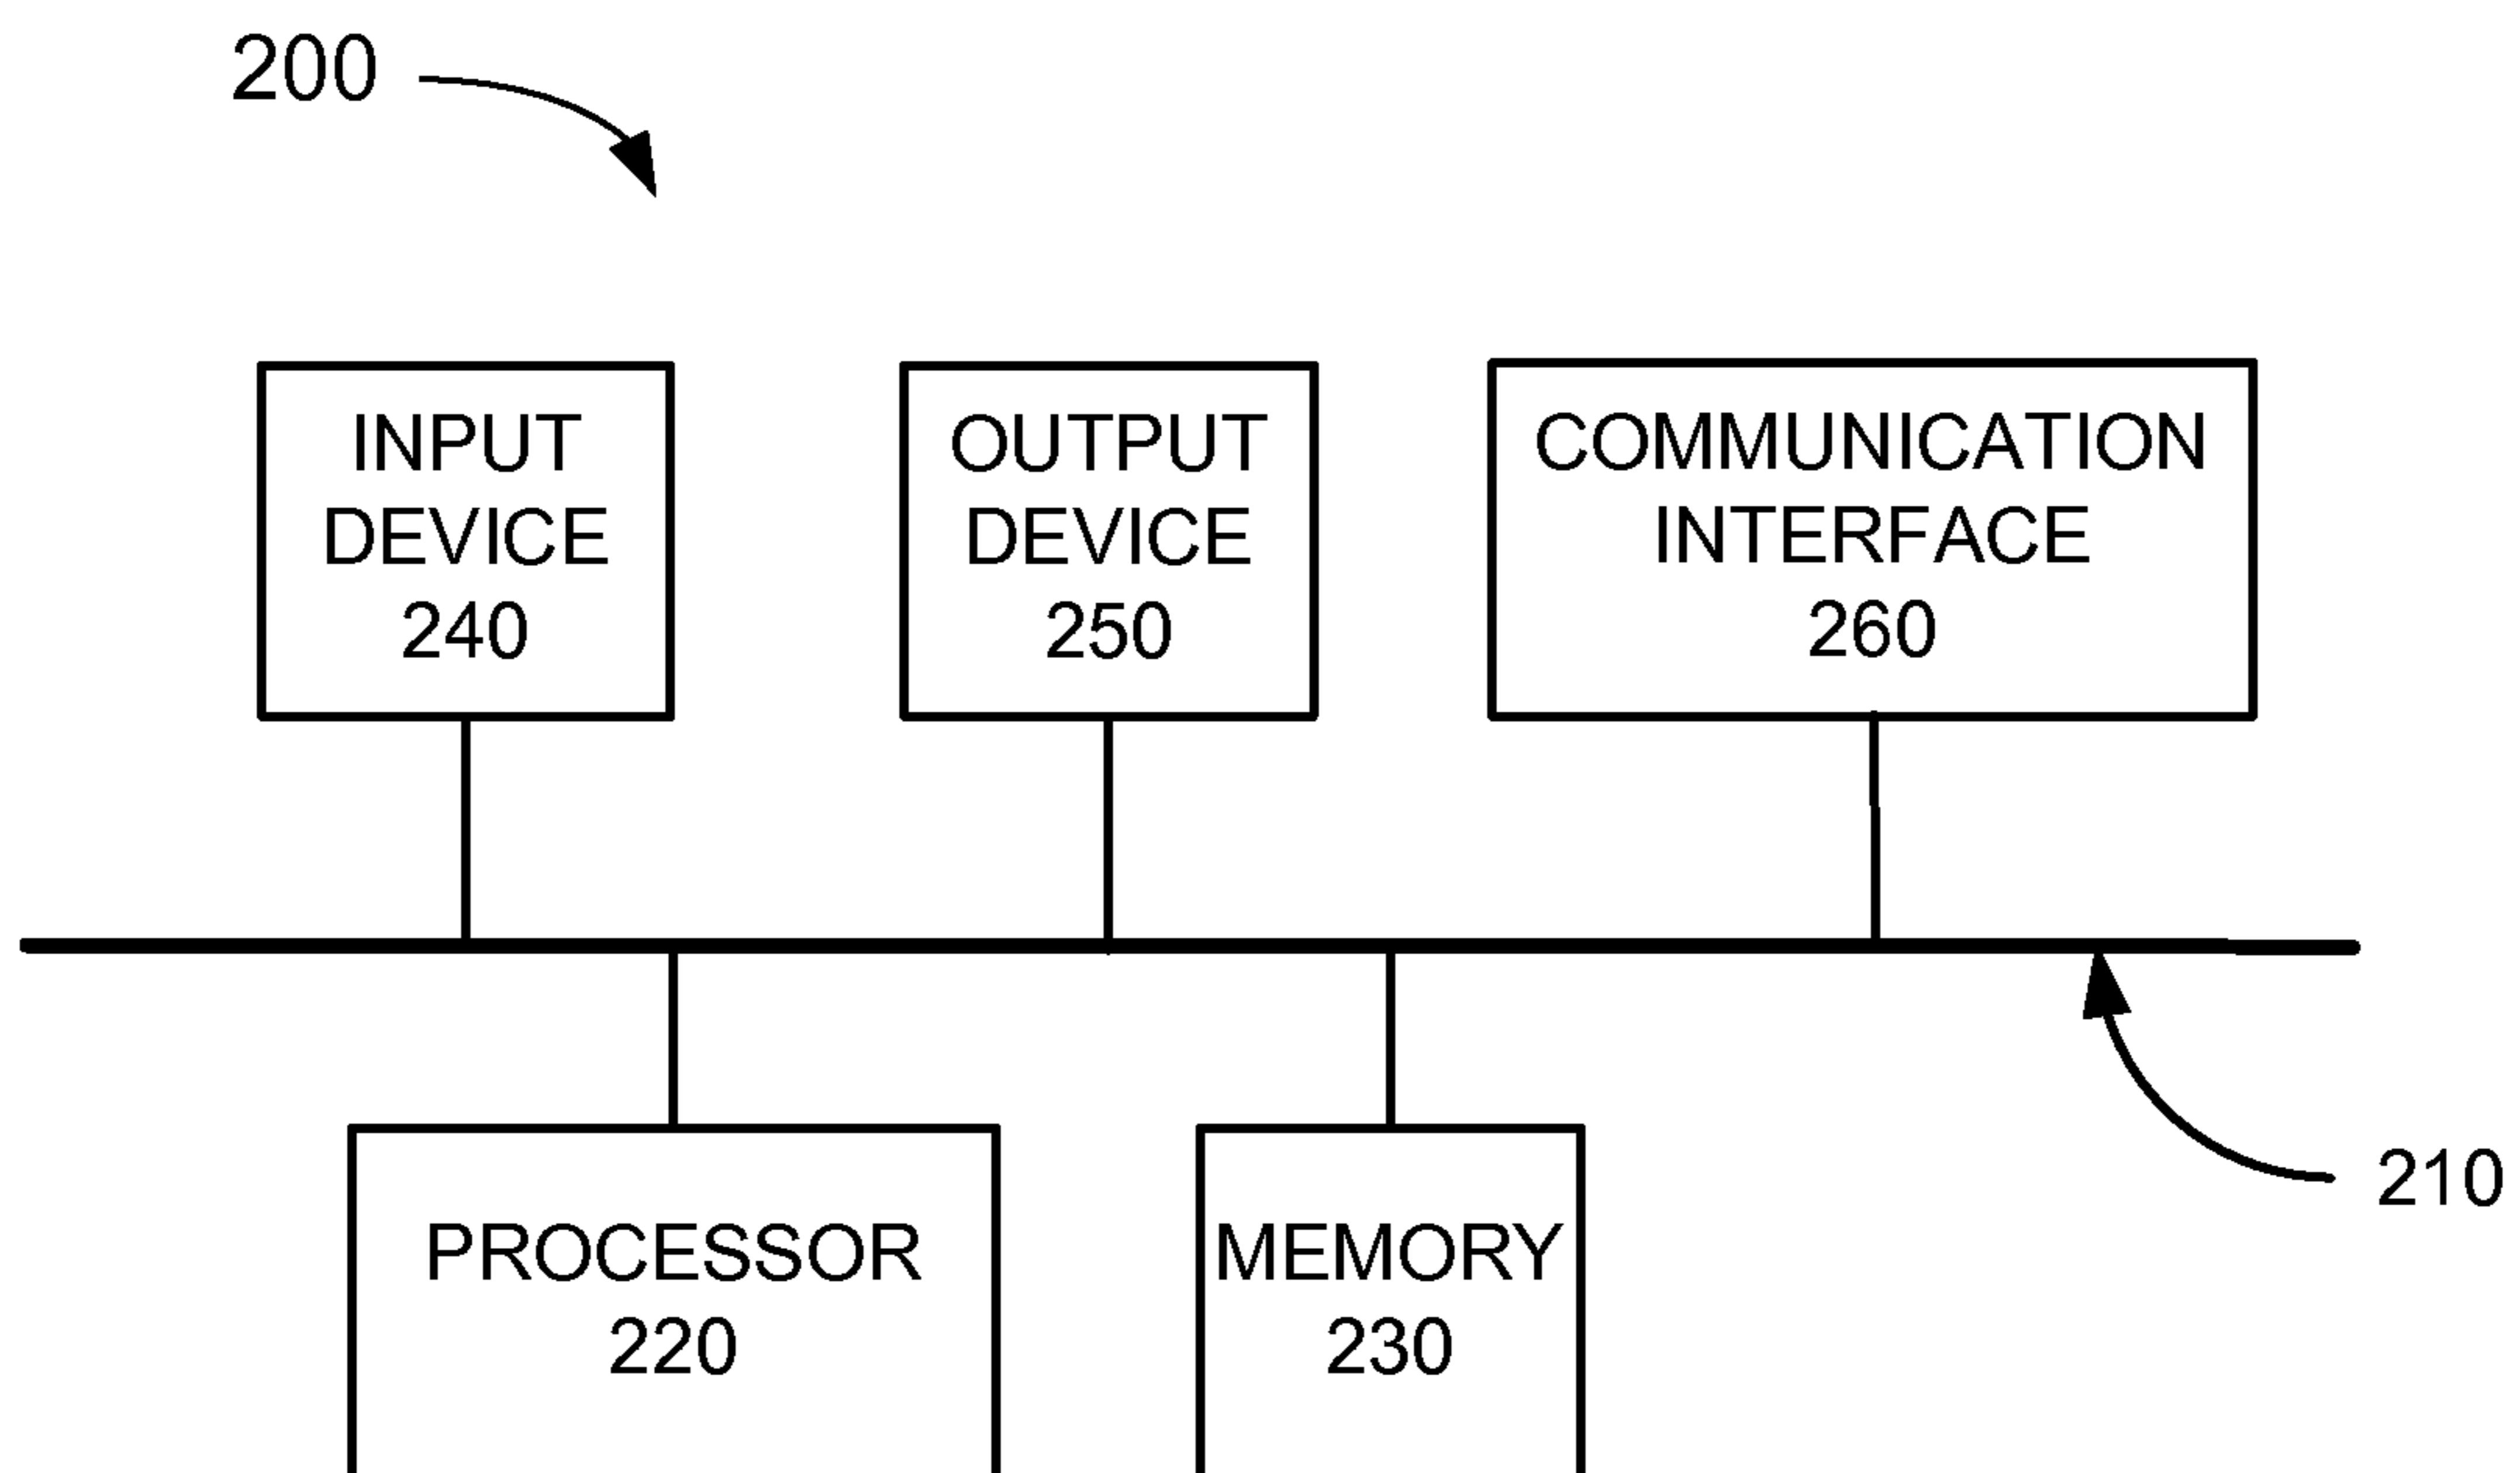 200
INPUT
DEVICE
240
OUTPUT
DEVICE
250
COMMUNICATION
INTERFACE
260
210
PROCESSOR
220
MEMORY
230